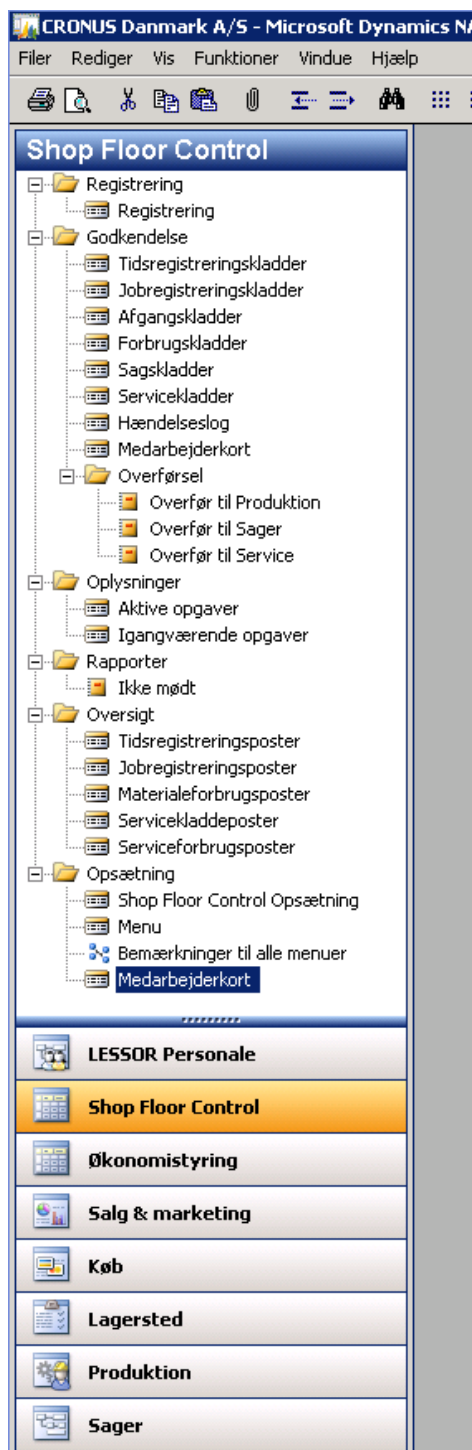 CRONUS Danmark A/S - Microsoft Dynamics NA
Filer Rediger Vis Funktioner Vindue Hjælp
Shop Floor Control
Registrering
Registrering
Godkendelse
Tidsregistreringskladder
Jobregistreringskladder
Afgangskladder
Forbrugskladder
Sagskladder
Servicekladder
Hændelseslog
Medarbejderkort
Overførsel
Overfør til Produktion
Overfør til Sager
Overfør til Service
Oplysninger
Aktive opgaver
Igangværende opgaver
Rapporter
Ikke mødt
Oversigt
Tidsregistreringsposter
Jobregistreringsposter
Materialeforbrugsposter
Servicekladdeposter
Serviceforbrugsposter
Opsætning
Shop Floor Control Opsætning
Menu
Bemærkninger til alle menuer
Medarbejderkort
LESSOR Personale
Shop Floor Control
Økonomistyring
Salg & marketing
Køb
Lagersted
Produktion
Sager